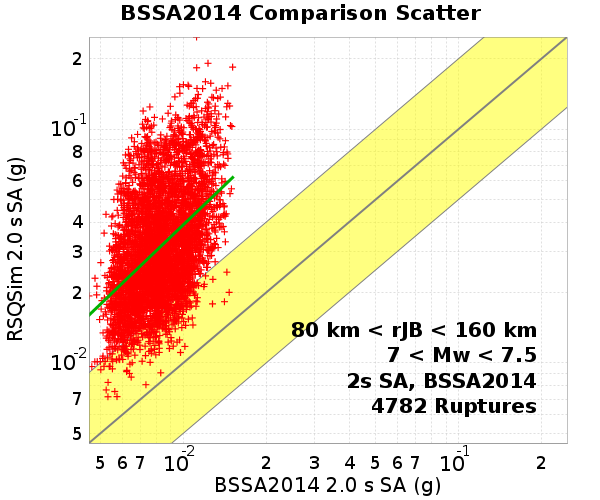 BSSA2014 Comparison Scatter
RSQSim 2.0 s SA (g)
2
10^-1
8
6
4
3
2
10^-2
7
5
80 km < rJB < 160 km
7 < Mw < 7.5
2s SA, BSSA2014
4782 Ruptures
5 6 7 10^-2 2 3 4 5 6 7 10^-1 2
BSSA2014 2.0 s SA (g)